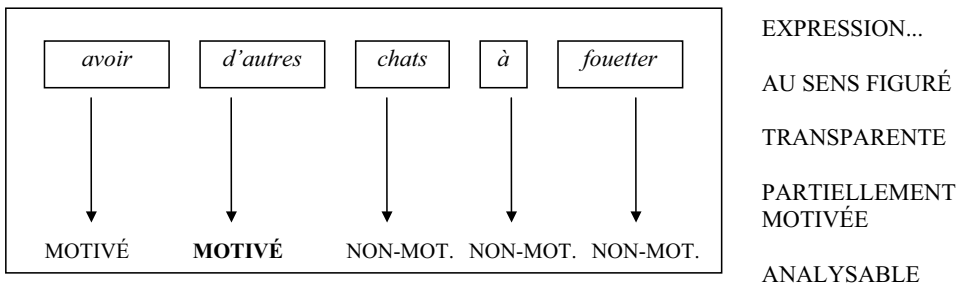 avoir d'autres chats à fouetter
MOTIVÉ MOTIVÉ NON-MOT. NON-MOT. NON-MOT.
EXPRESSION...
AU SENS FIGURÉ
TRANSPARENTE
PARTIELLEMENT
MOTIVÉE
ANALYSABLE